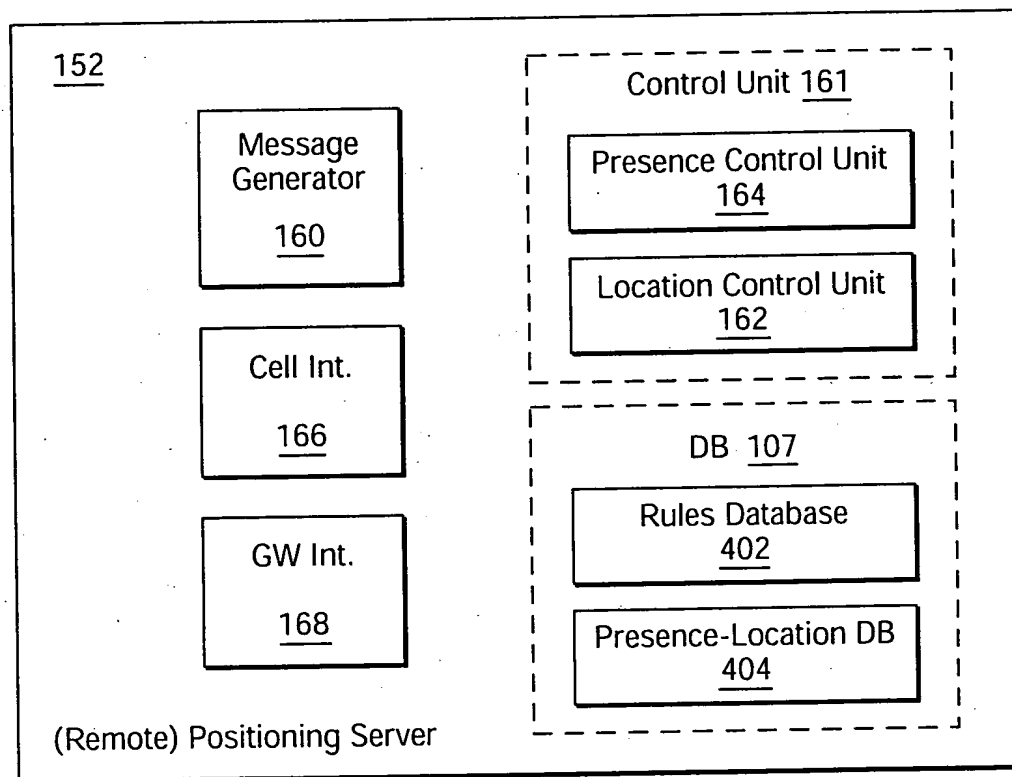 152
Message
Generator
160
Cell Int.
166
GW Int.
168
(Remote) Positioning Server
Control Unit 161
Presence Control Unit
164
Location Control Unit
162
DB 107
Rules Database
402
Presence-Location DB
404